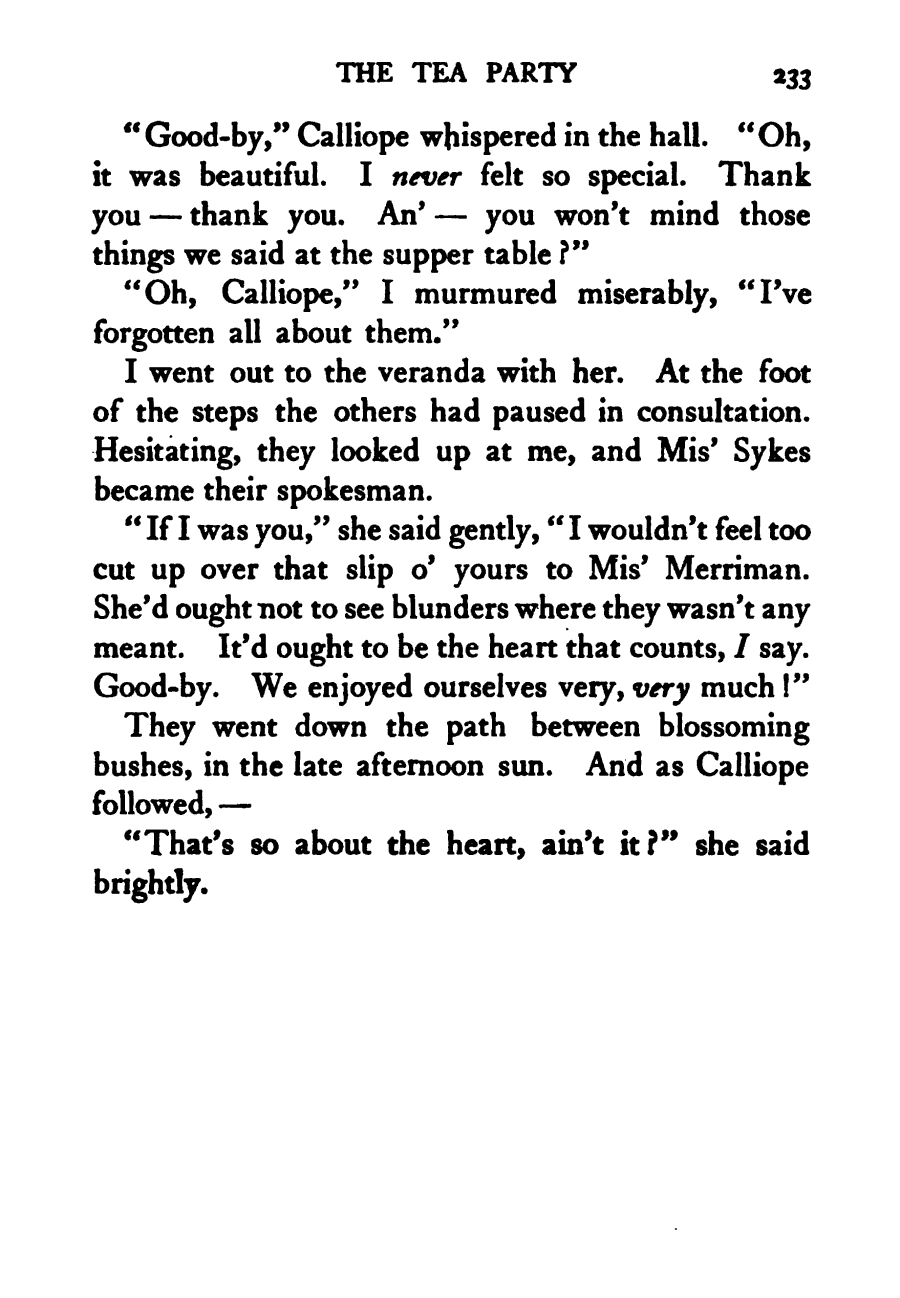 THE TEA PARTY 233
“Good-by,” Calliope whispered in the hall. “Oh,
it was beautiful. I never felt so special. Thank
you — thank you. An’ — you won’t mind those
things we said at the supper table?”
“Oh, Calliope,” I murmured miserably, “I’ve
forgotten all about them.”
I went out to the veranda with her. At the foot
of the steps the others had paused in consultation.
Hesitating, they looked up at me, and Mis’ Sykes
became their spokesman.
“If I was you,” she said gently, “I wouldn’t feel too
cut up over that slip o’ yours to Mis’ Merriman.
She’d ought not to see blunders where they wasn’t any
meant. It’d ought to be the heart that counts, I say.
Good-by. We enjoyed ourselves very, very much!”
They went down the path between blossoming
bushes, in the late afternoon sun. And as Calliope
followed, —
“That’s so about the heart, ain’t it?” she said
brightly.